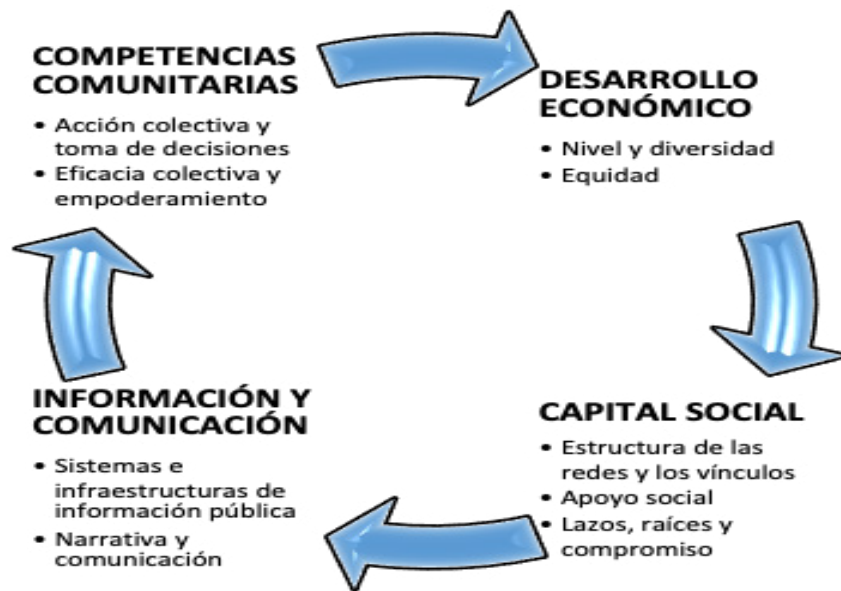 COMPETENCIAS
COMUNITARIAS
• Acción colectiva y
toma de decisiones
• Eficacia colectiva y
empoderamiento
DESARROLLO
ECONÓMICO
• Nivel y diversidad
• Equidad
CAPITAL SOCIAL
• Estructura de las
redes y los vínculos
• Apoyo social
• Lazos, raíces y
compromiso
INFORMACIÓN Y
COMUNICACIÓN
• Sistemas e
infraestructuras de
información pública
• Narrativa y
comunicación